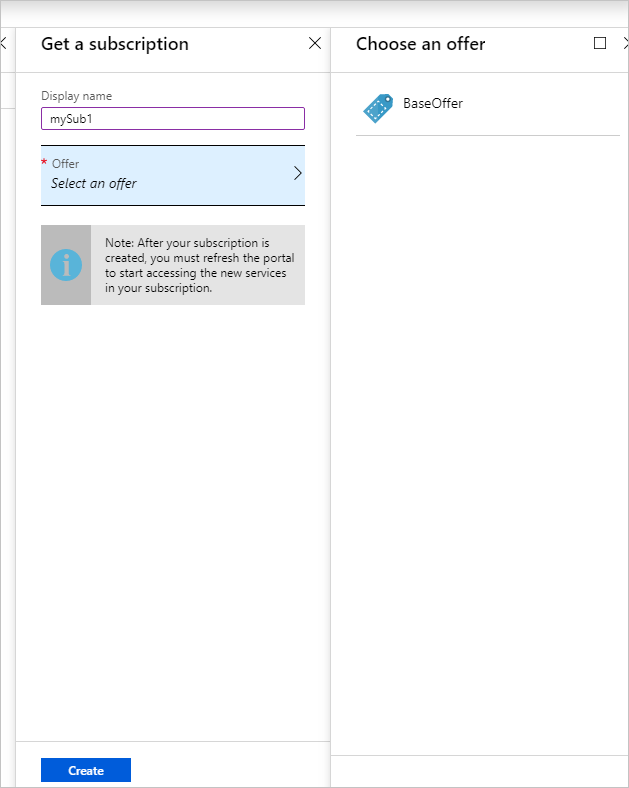 Get a subscription
Display name
mySub1
* Offer
Select an offer
Note: After your subscription is
created, you must refresh the portal
to start accessing the new services
in your subscription.
Create
Choose an offer
BaseOffer